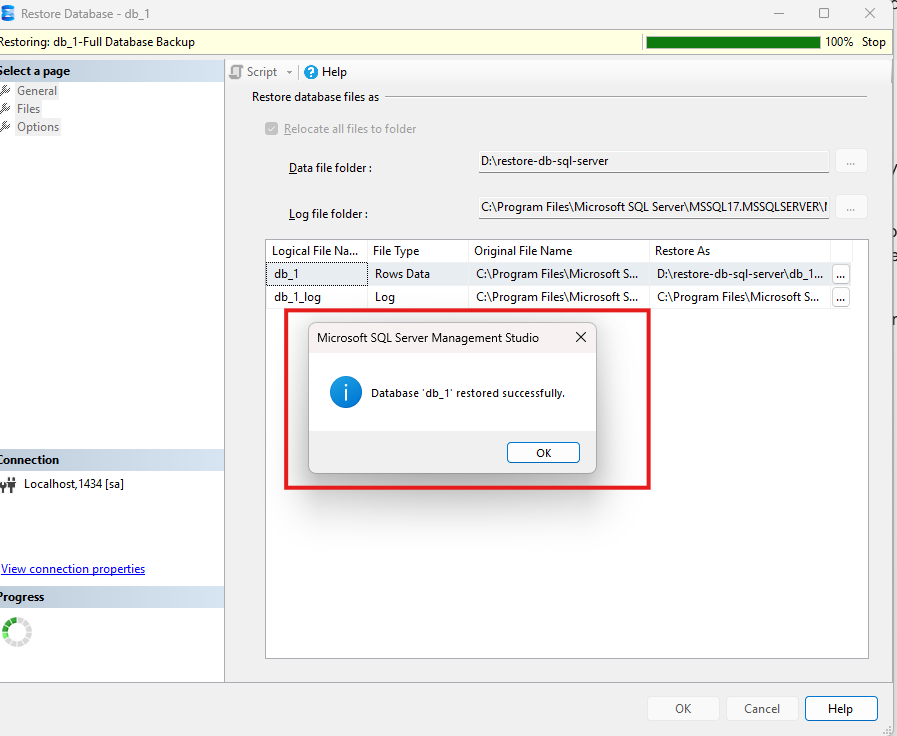 Restore Database - db_1
Restoring: db_1-Full Database Backup
100%
Stop
Select a page
General
Files
Options
Script
Help
Restore database files as
Relocate all files to folder
Data file folder :
D:\restore-db-sql-server
...
Log file folder :
C:\Program Files\Microsoft SQL Server\MSSQL17.MSSQLSERVER\
...
Logical File Na... File Type Original File Name Restore As
db_1 Rows Data C:\Program Files\Microsoft S... D:\restore-db-sql-server\db_1... ...
db_1_log Log C:\Program Files\Microsoft S... C:\Program Files\Microsoft S... ...
Microsoft SQL Server Management Studio
Database 'db_1' restored successfully.
OK
Connection
Localhost,1434 [sa]
View connection properties
Progress
OK Cancel Help